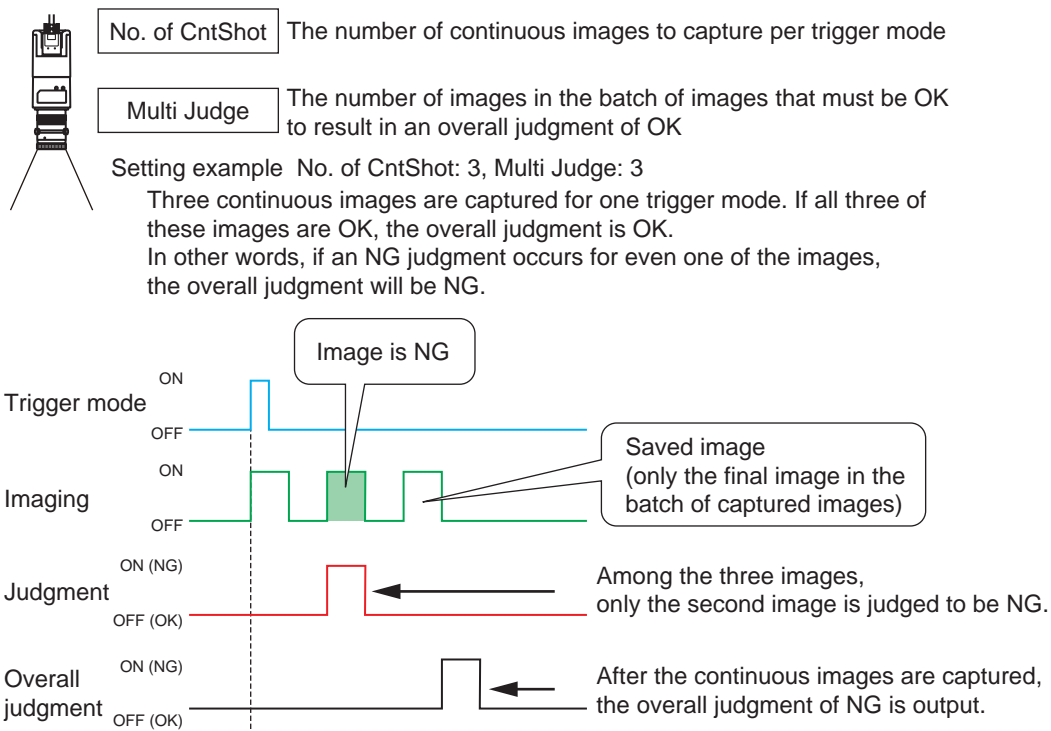 No. of CntShot The number of continuous images to capture per trigger mode
Multi Judge The number of images in the batch of images that must be OK
to result in an overall judgment of OK
Setting example No. of CntShot: 3, Multi Judge: 3
Three continuous images are captured for one trigger mode. If all three of
these images are OK, the overall judgment is OK.
In other words, if an NG judgment occurs for even one of the images,
the overall judgment will be NG.
Image is NG
Trigger mode
ON
OFF
Saved image
(only the final image in the
batch of captured images)
Imaging
ON
OFF
Judgment
ON (NG)
OFF (OK)
Among the three images,
only the second image is judged to be NG.
Overall
judgment
ON (NG)
OFF (OK)
After the continuous images are captured,
the overall judgment of NG is output.